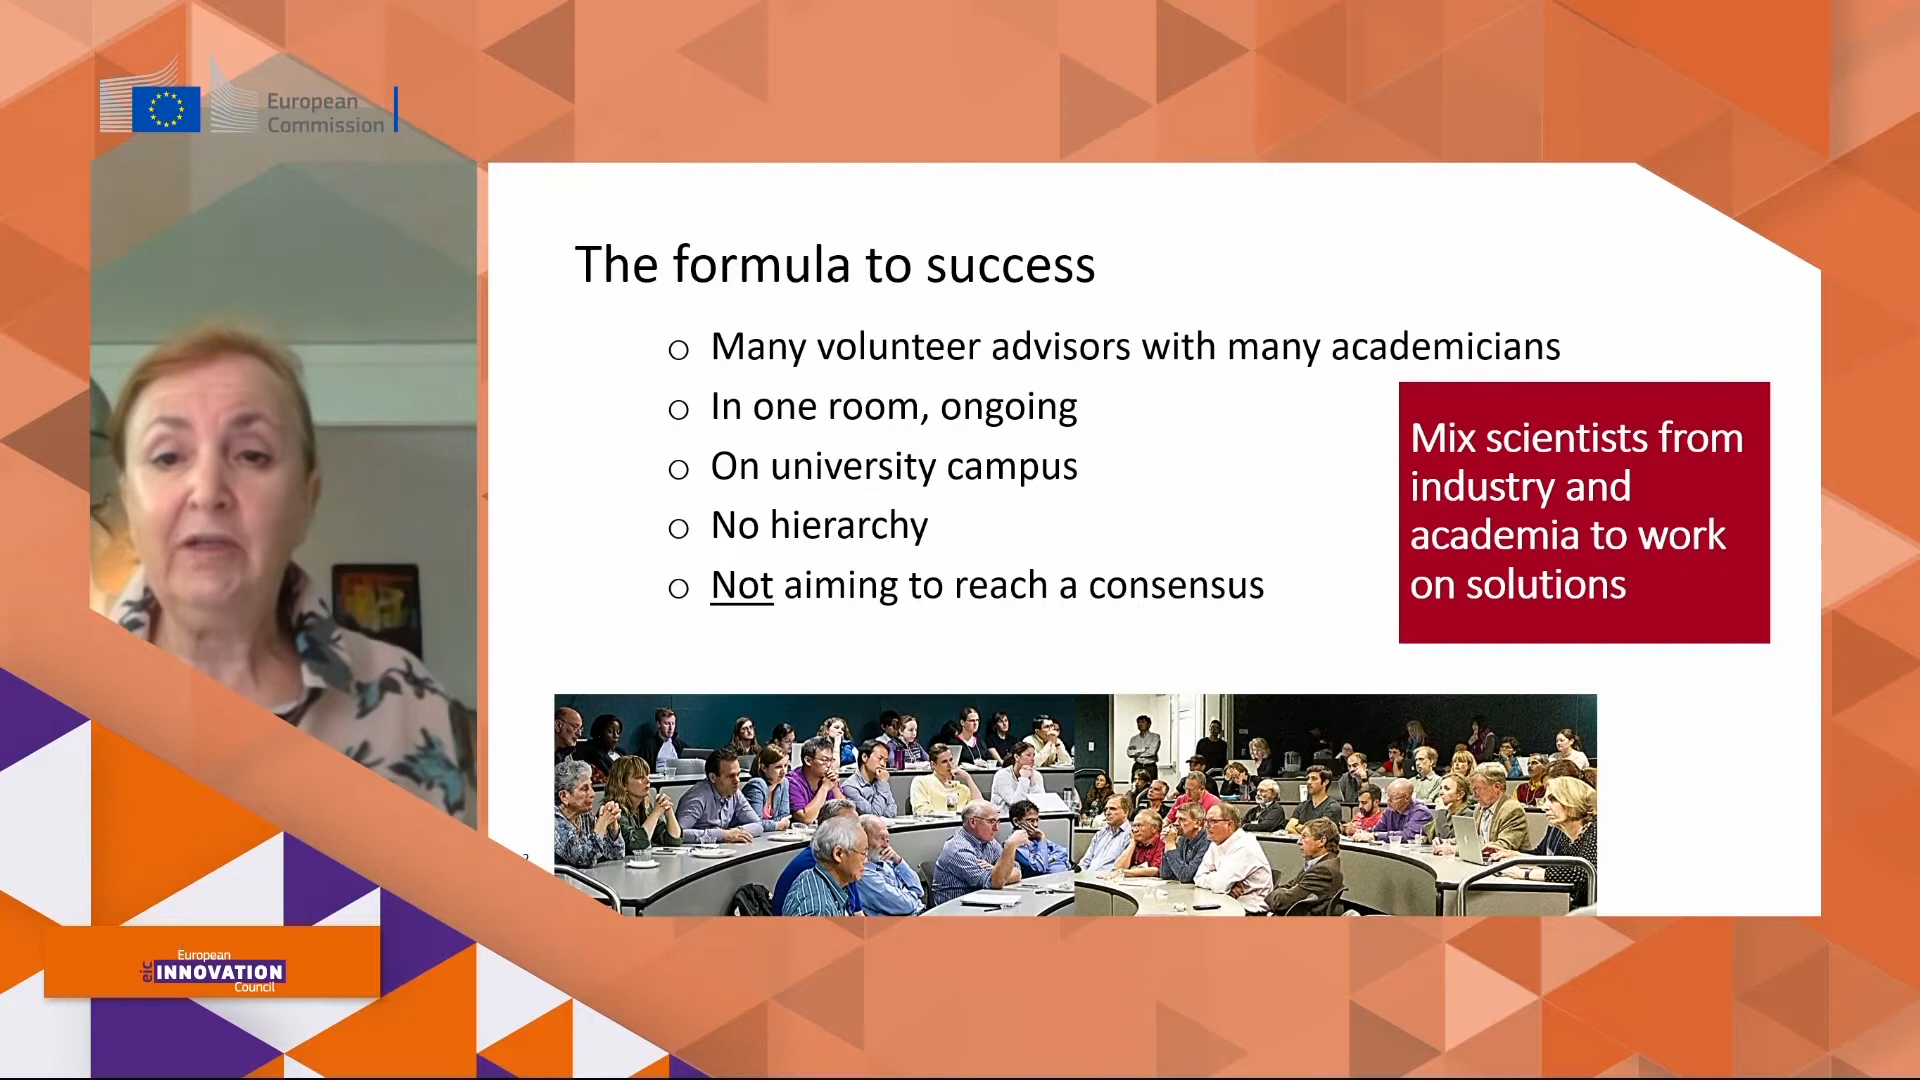 European
Commission
The formula to success
○ Many volunteer advisors with many academicians
○ In one room, ongoing
○ On university campus
○ No hierarchy
○ Not aiming to reach a consensus
Mix scientists from
industry and
academia to work
on solutions
European
eic INNOVATION
Council